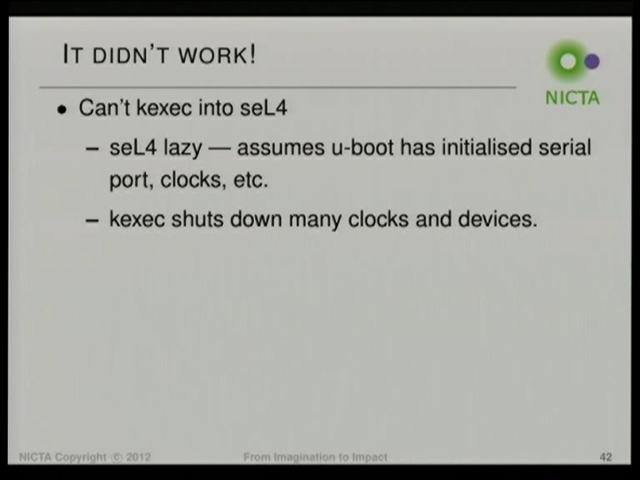 IT DIDN'T WORK!
NICTA
• Can't kexec into seL4
– seL4 lazy — assumes u-boot has initialised serial
port, clocks, etc.
– kexec shuts down many clocks and devices.
NICTA Copyright © 2012 From Imagination to Impact 42